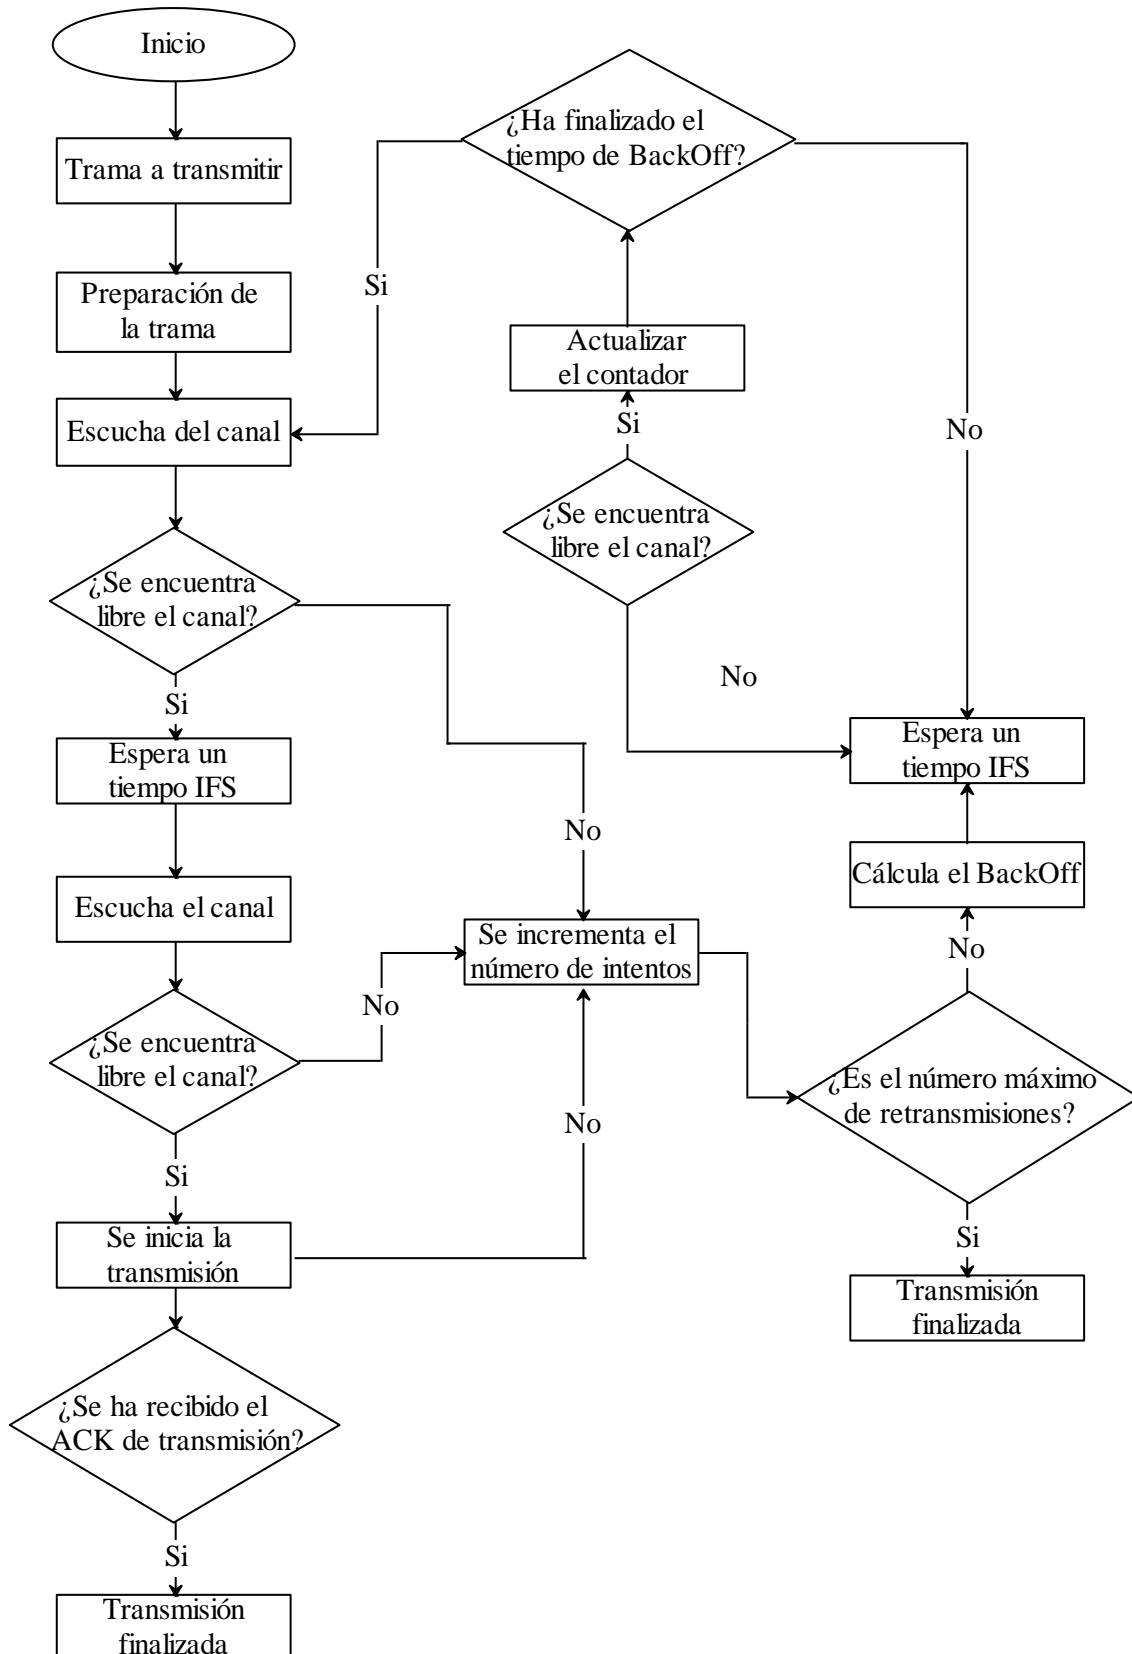 Inicio
Trama a transmitir
Preparación de
la trama
Escucha del canal
¿Se encuentra
libre el canal?
Si
Espera un
tiempo IFS
Escucha el canal
¿Se encuentra
libre el canal?
No
Si
Se inicia la
transmisión
¿Se ha recibido el
ACK de transmisión?
Si
Transmisión
finalizada
No
Se incrementa el
número de intentos
No
¿Ha finalizado el
tiempo de BackOff?
Si
No
Actualizar
el contador
Si
¿Se encuentra
libre el canal?
No
Espera un
tiempo IFS
Cálcula el BackOff
No
¿Es el número máximo
de retransmisiones?
Si
Transmisión
finalizada